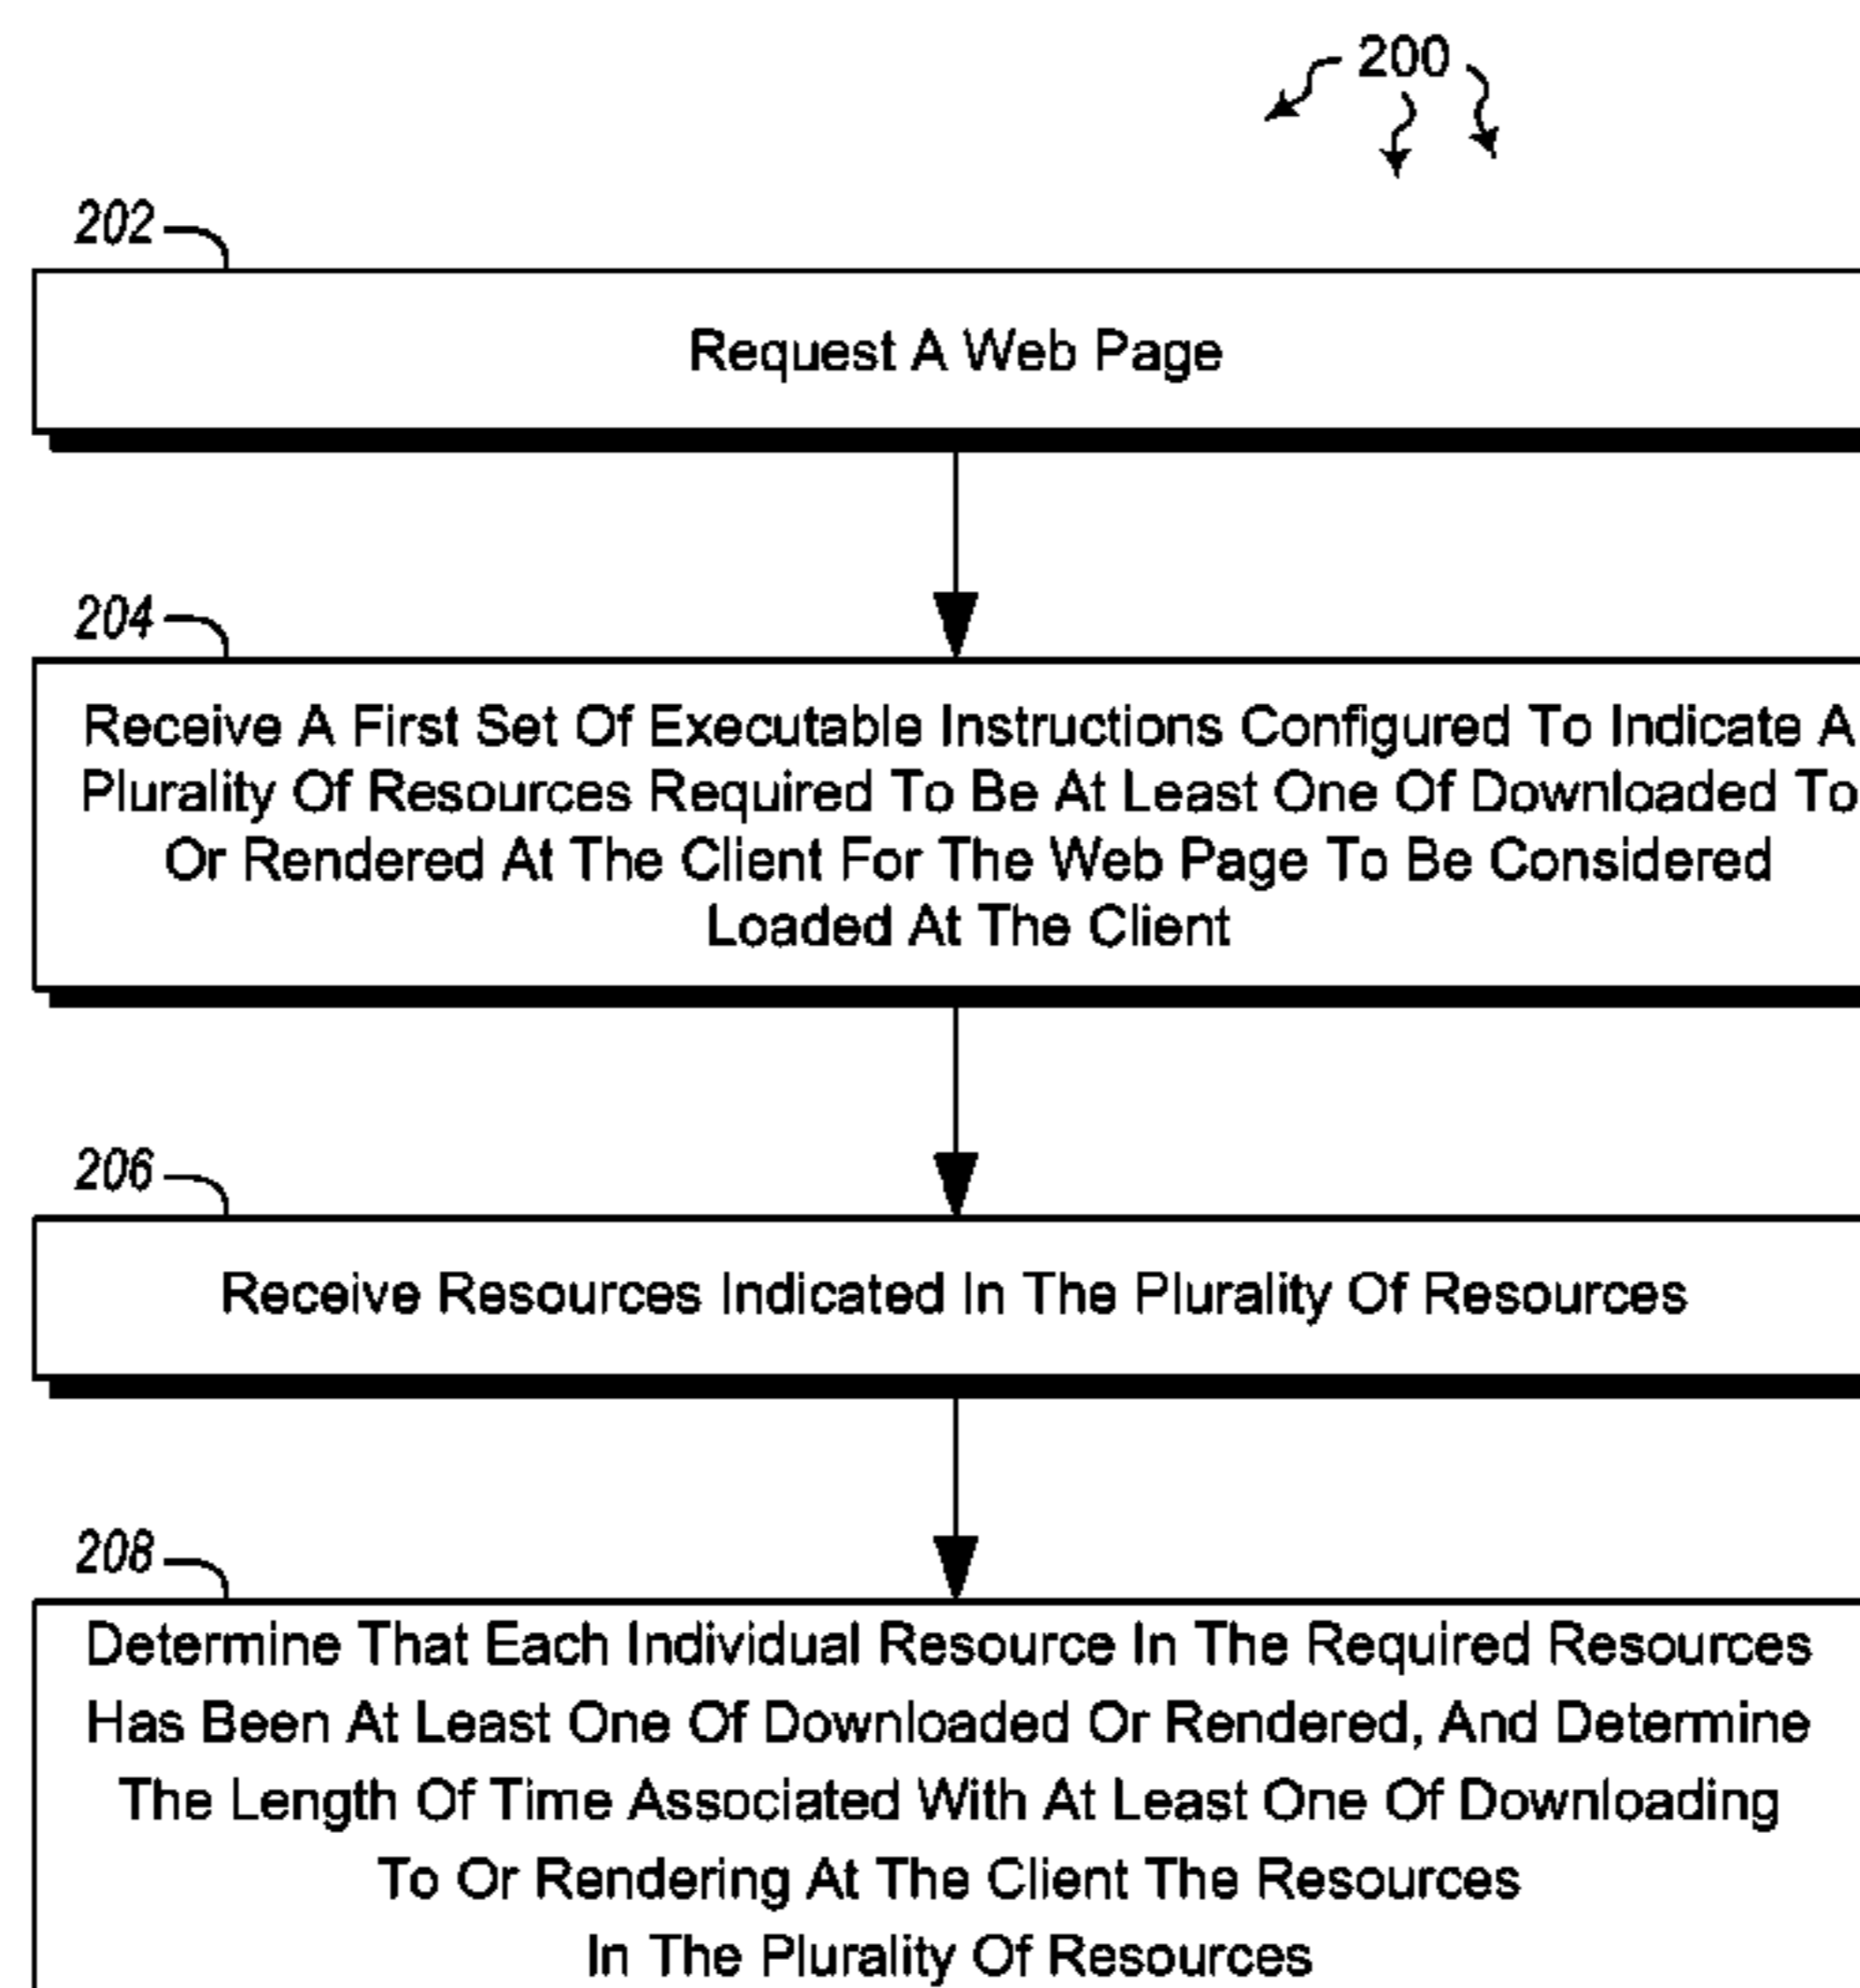 200
202
Request A Web Page
204
Receive A First Set Of Executable Instructions Configured To Indicate A
Plurality Of Resources Required To Be At Least One Of Downloaded To
Or Rendered At The Client For The Web Page To Be Considered
Loaded At The Client
206
Receive Resources Indicated In The Plurality Of Resources
208
Determine That Each Individual Resource In The Required Resources
Has Been At Least One Of Downloaded Or Rendered, And Determine
The Length Of Time Associated With At Least One Of Downloading
To Or Rendering At The Client The Resources
In The Plurality Of Resources